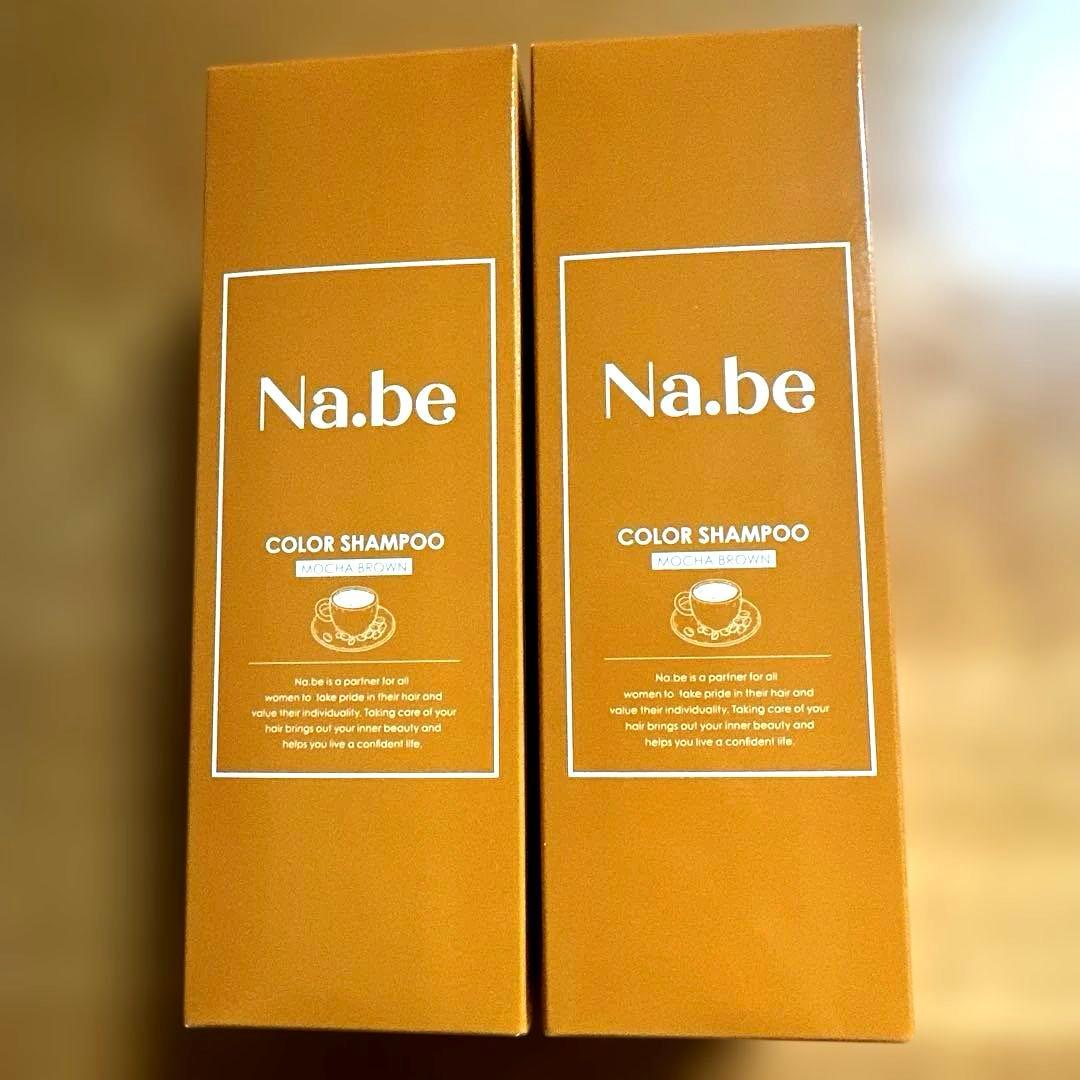 Na.be
COLOR SHAMPOO
MOCHA BROWN
Na.be is a partner for all
women to take pride in their hair and
value their individuality. Taking care of your
hair brings out your inner beauty and
helps you live a confident life.
Na.be
COLOR SHAMPOO
MOCHA BROWN
Na.be is a partner for all
women to take pride in their hair and
value their individuality. Taking care of your
hair brings out your inner beauty and
helps you live a confident life.